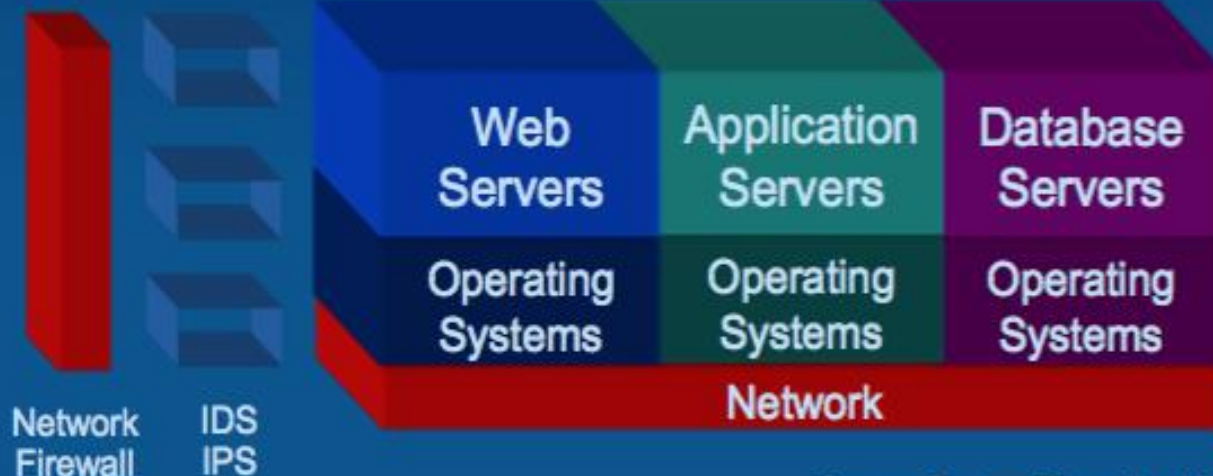 Web
Servers
Application
Servers
Database
Servers
Operating
Systems
Operating
Systems
Operating
Systems
Network
Network
Firewall
IDS
IPS